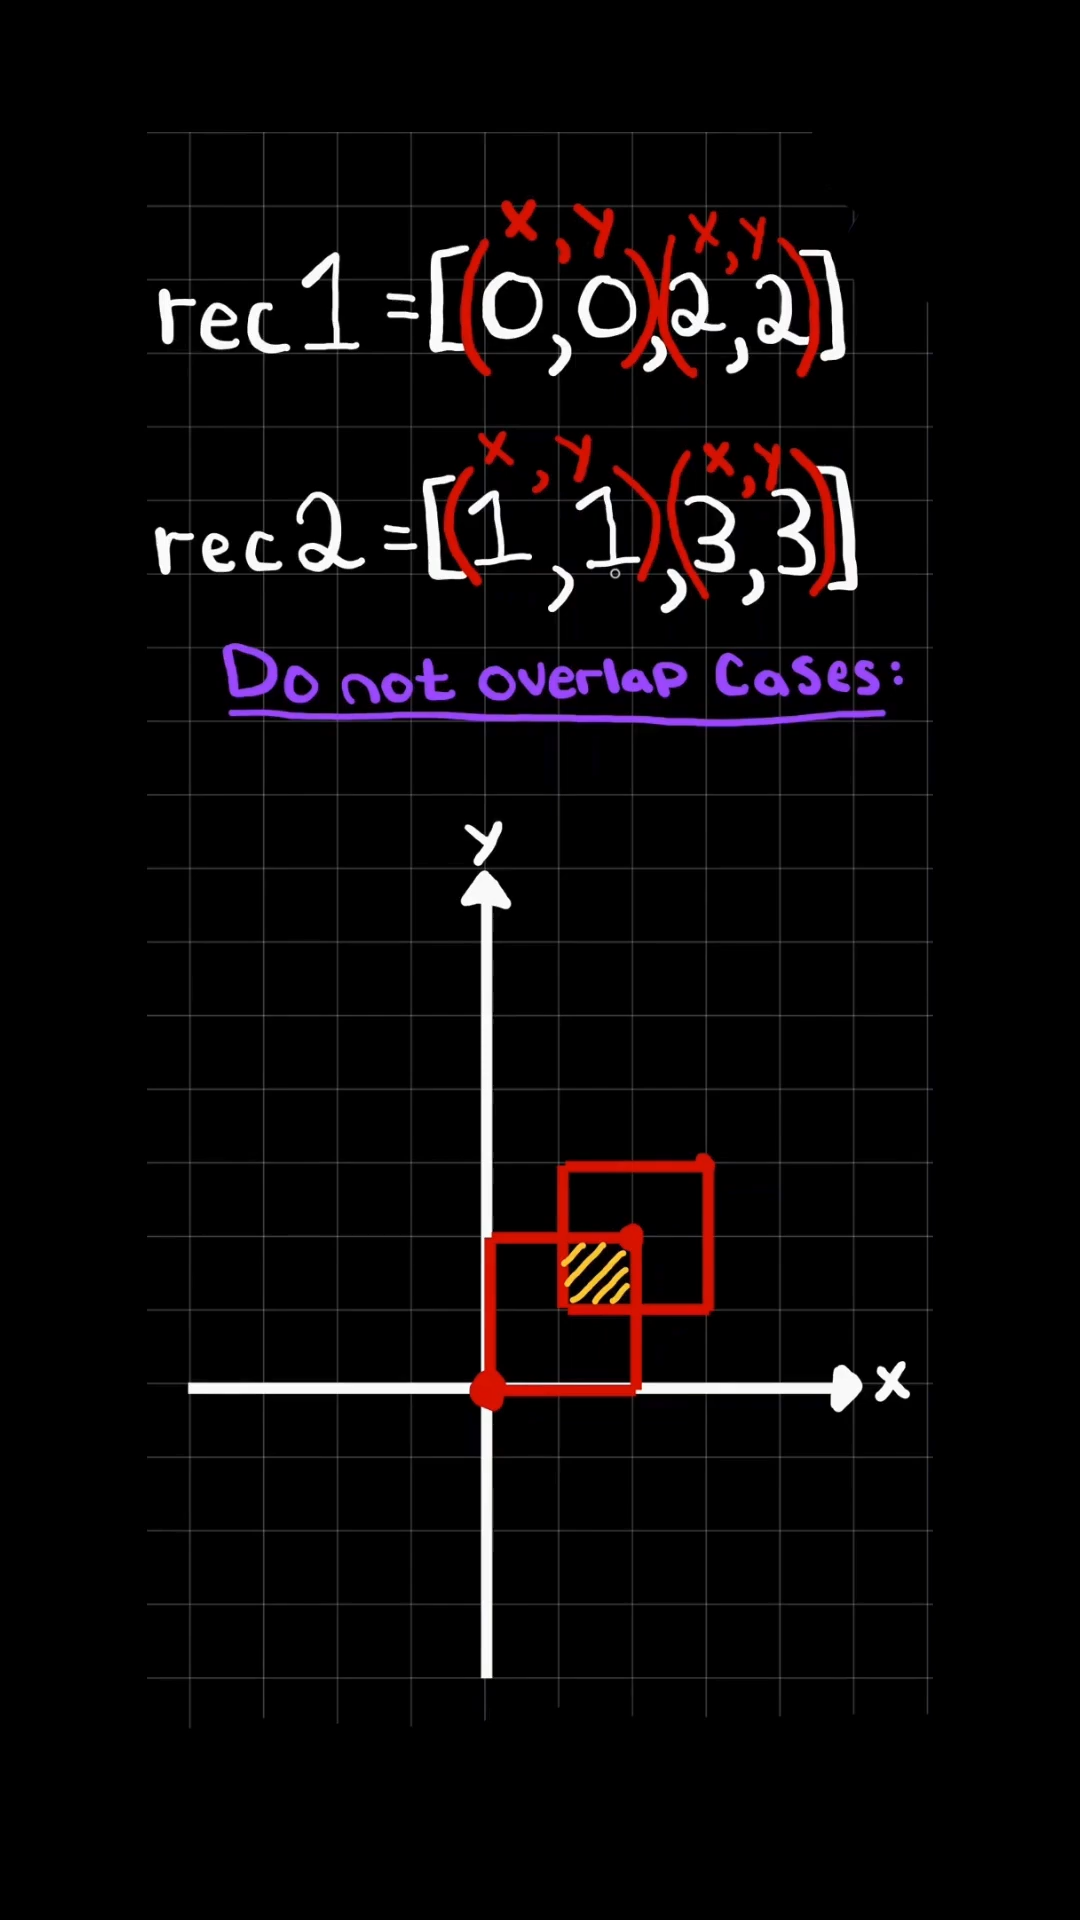 x, y x, y
rec1 = [(0,0),(2,2)]
x, y x, y
rec2 = [(1,1),(3,3)]
Do not overlap Cases:
y
x